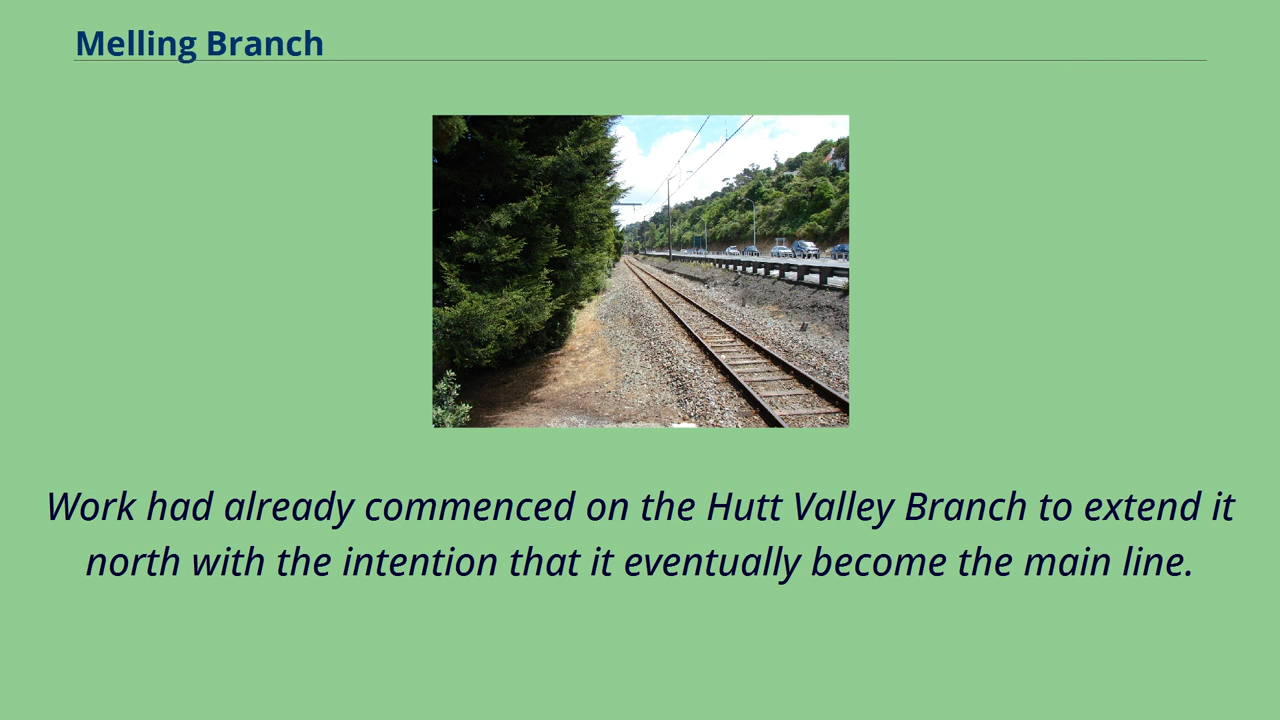 Melling Branch
Work had already commenced on the Hutt Valley Branch to extend it
north with the intention that it eventually become the main line.